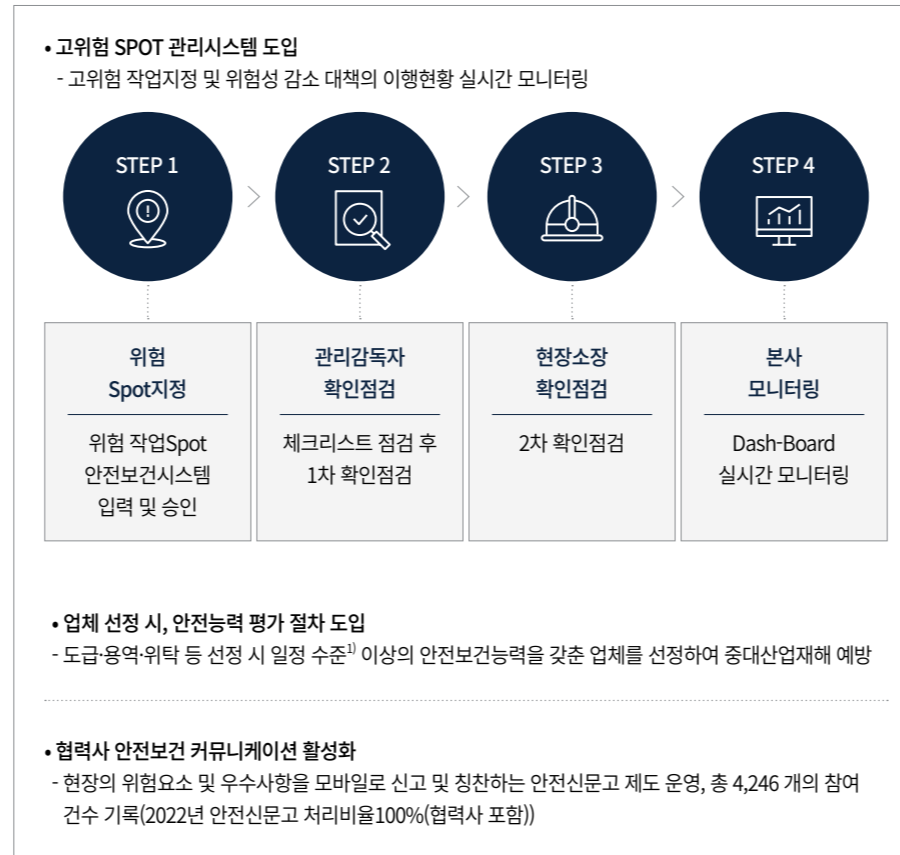 • 고위험 SPOT 관리시스템 도입
- 고위험 작업지정 및 위험성 감소 대책의 이행현황 실시간 모니터링
STEP 1
STEP 2
STEP 3
STEP 4
위험
Spot지정
위험 작업Spot
안전보건시스템
입력 및 승인
관리감독자
확인점검
체크리스트 점검 후
1차 확인점검
현장소장
확인점검
2차 확인점검
본사
모니터링
Dash-Board
실시간 모니터링
• 업체 선정 시, 안전능력 평가 절차 도입
- 도급·용역·위탁 등 선정 시 일정 수준1) 이상의 안전보건능력을 갖춘 업체를 선정하여 중대산업재해 예방
• 협력사 안전보건 커뮤니케이션 활성화
- 현장의 위험요소 및 우수사항을 모바일로 신고 및 칭찬하는 안전신문고 제도 운영, 총 4,246 개의 참여
건수 기록(2022년 안전신문고 처리비율100%(협력사 포함))